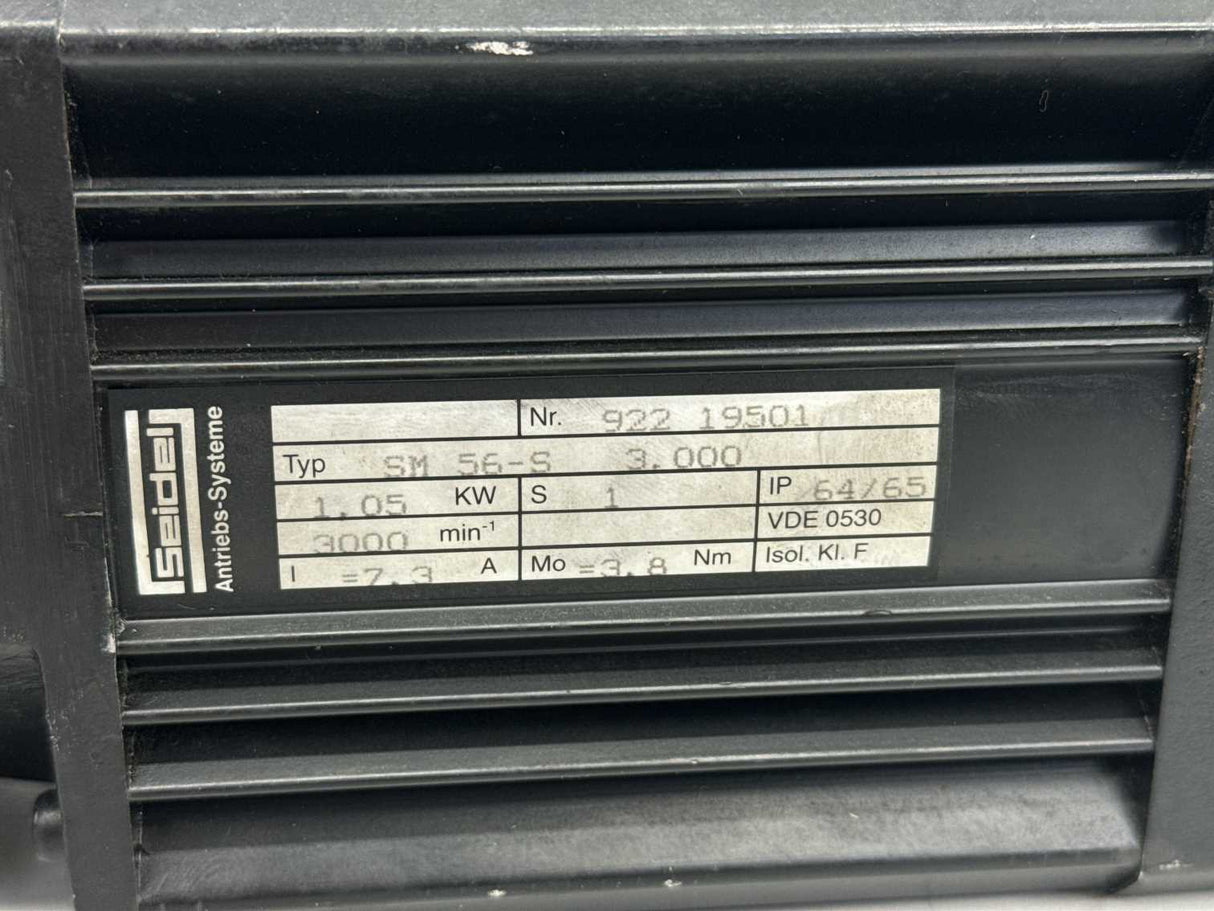 Seidel
Antriebs-Systeme
Nr. 922 19501
Typ SM 56-S 3.000
1.05 KW S 1 IP 64/65
3000 min-1 VDE 0530
I =7.3 A Mo =3.8 Nm Isol. Kl. F